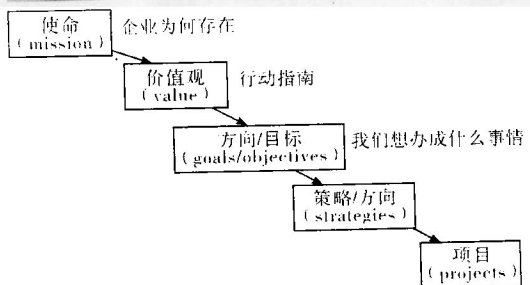 使命 企业为何存在
(mission)
价值观 行动指南
(value)
方向/目标 我们想办成什么事情
(goals/objectives)
策略/方向
(strategies)
项目
(projects)